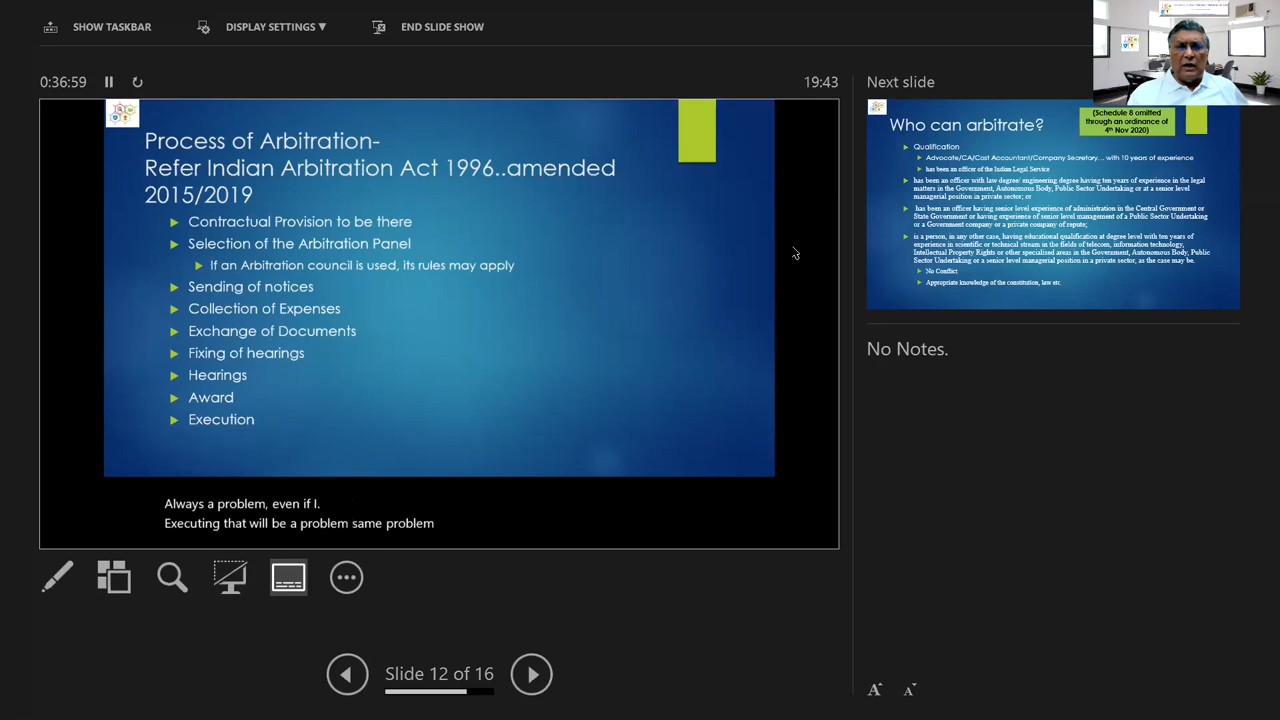 SHOW TASKBAR
DISPLAY SETTINGS ▼
END SLIDE SHOW
0:36:59
19:43
Process of Arbitration-
Refer Indian Arbitration Act 1996..amended
2015/2019
Contractual Provision to be there
Selection of the Arbitration Panel
If an Arbitration council is used, its rules may apply
Sending of notices
Collection of Expenses
Exchange of Documents
Fixing of hearings
Hearings
Award
Execution
Always a problem, even if I.
Executing that will be a problem same problem
Slide 12 of 16
Next slide
Who can arbitrate?
(Schedule 8 omitted
through an ordinance of
4th Nov 2020)
Qualification
Advocate/CA/Cost Accountant/Company Secretary... with 10 years of experience
has been an officer of the Indian Legal Service
has been an officer with law degree/ engineering degree having ten years of experience in the legal
matters in the Government, Autonomous Body, Public Sector Undertaking or at a senior level
managerial position in private sector; or
has been an officer having senior level experience of administration in the Central Government or
State Government or having experience of senior level management of a Public Sector Undertaking
or a Government company or a private company of repute;
is a person, in any other case, having educational qualification at degree level with ten years of
experience in scientific or technical stream in the fields of telecom, information technology,
Intellectual Property Rights or other specialised areas in the Government, Autonomous Body, Public
Sector Undertaking or a senior level managerial position in a private sector, as the case may be.
No Conflict
Appropriate knowledge of the constitution, law etc
No Notes.
A A